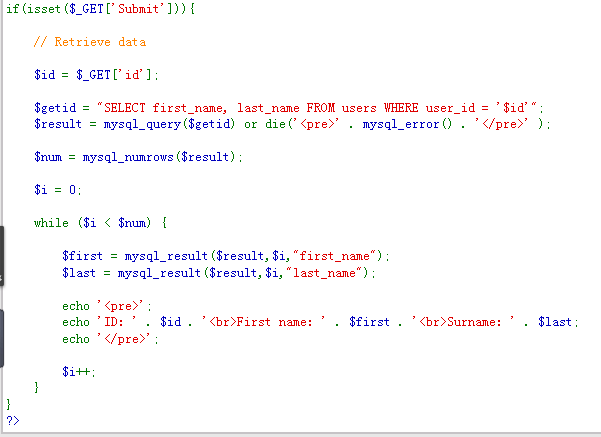 if(isset($_GET['Submit'])){
// Retrieve data
$id = $_GET['id'];
$getid = "SELECT first_name, last_name FROM users WHERE user_id = '$id'";
$result = mysql_query($getid) or die('<pre>' . mysql_error() . '</pre>' );
$num = mysql_numrows($result);
$i = 0;
while ($i < $num) {
$first = mysql_result($result,$i,"first_name");
$last = mysql_result($result,$i,"last_name");
echo '<pre>';
echo 'ID: ' . $id . '<br>First name: ' . $first . '<br>Surname: ' . $last;
echo '</pre>';
$i++;
}
}
?>